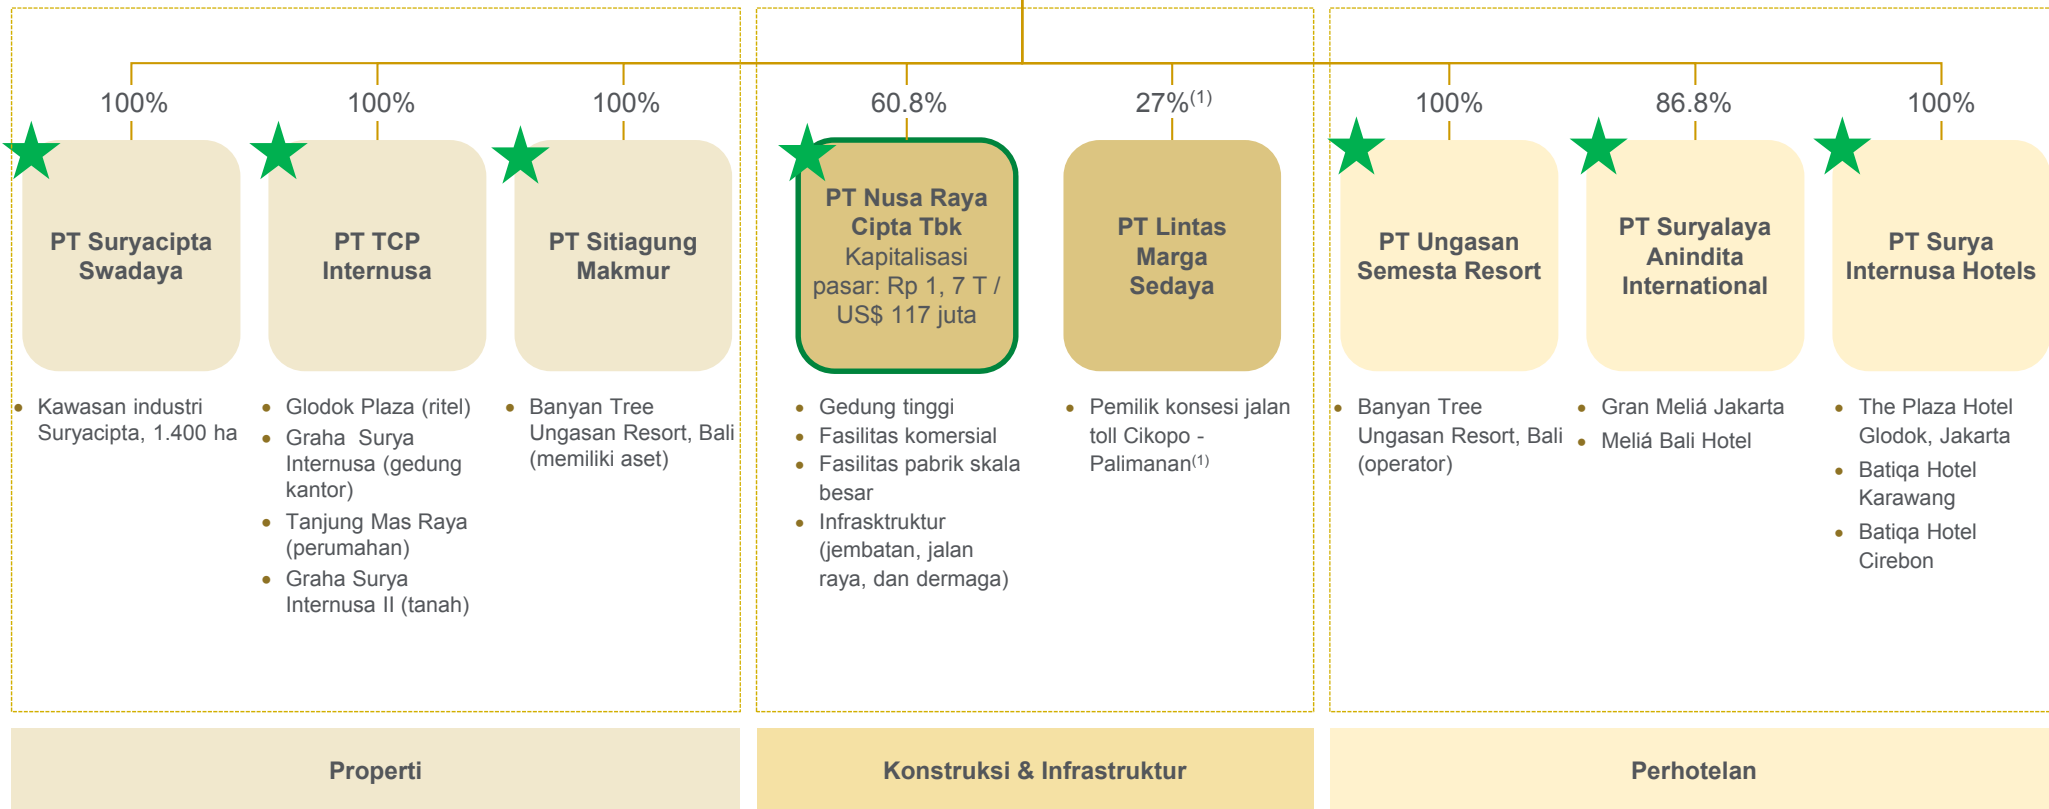 100%
100%
100%
60.8%
27%(1)
100%
86.8%
100%
PT Suryacipta
Swadaya
PT TCP
Internusa
PT Sitiagung
Makmur
PT Nusa Raya
Cipta Tbk
Kapitalisasi
pasar: Rp 1, 7 T /
US$ 117 juta
PT Lintas
Marga
Sedaya
PT Ungasan
Semesta Resort
PT Suryalaya
Anindita
International
PT Surya
Internusa Hotels
• Kawasan industri
Suryacipta, 1.400 ha
• Glodok Plaza (ritel)
• Graha Surya
Internusa (gedung
kantor)
• Tanjung Mas Raya
(perumahan)
• Graha Surya
Internusa II (tanah)
• Banyan Tree
Ungasan Resort, Bali
(memiliki aset)
• Gedung tinggi
• Fasilitas komersial
• Fasilitas pabrik skala
besar
• Infrasktruktur
(jembatan, jalan
raya, dan dermaga)
• Pemilik konsesi jalan
toll Cikopo -
Palimanan(1)
• Banyan Tree
Ungasan Resort, Bali
(operator)
• Gran Meliá Jakarta
• Meliá Bali Hotel
• The Plaza Hotel
Glodok, Jakarta
• Batiqa Hotel
Karawang
• Batiqa Hotel
Cirebon
Properti
Konstruksi & Infrastruktur
Perhotelan